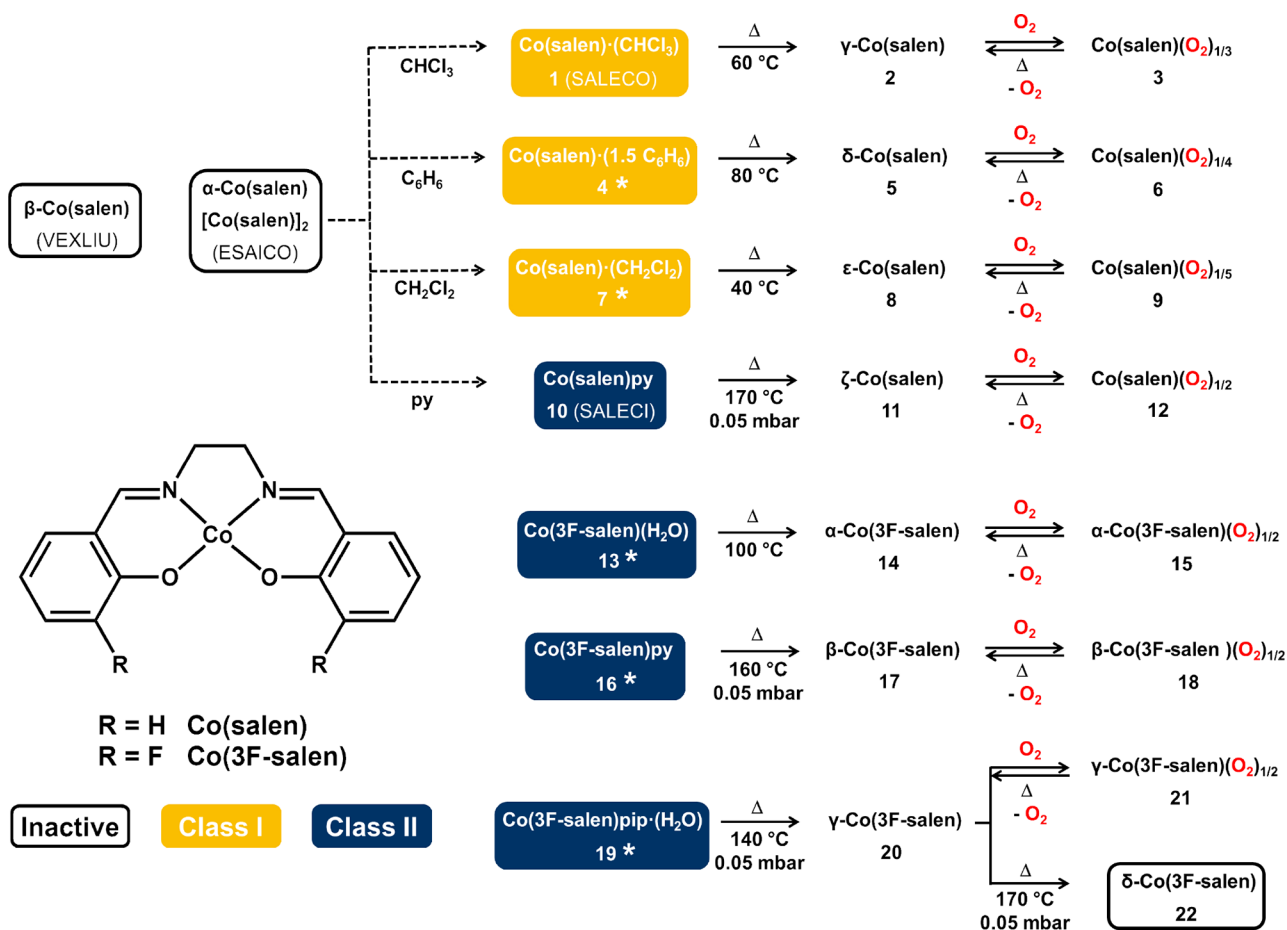 β-Co(salen)
(VEXLIU)
α-Co(salen)
[Co(salen)]₂
(ESAICO)
CHCl₃
Co(salen)·(CHCl₃)
1 (SALECO)
Δ
60 °C
γ-Co(salen)
2
O₂
Δ
- O₂
Co(salen)(O₂)₁/₃
3
C₆H₆
Co(salen)·(1.5 C₆H₆)
4 *
Δ
80 °C
δ-Co(salen)
5
O₂
Δ
- O₂
Co(salen)(O₂)₁/₄
6
CH₂Cl₂
Co(salen)·(CH₂Cl₂)
7 *
Δ
40 °C
ε-Co(salen)
8
O₂
Δ
- O₂
Co(salen)(O₂)₁/₅
9
py
Co(salen)py
10 (SALECI)
Δ
170 °C
0.05 mbar
ζ-Co(salen)
11
O₂
Δ
- O₂
Co(salen)(O₂)₁/₂
12
N
N
Co
O
O
R
R
R = H Co(salen)
R = F Co(3F-salen)
Inactive
Class I
Class II
Co(3F-salen)(H₂O)
13 *
Δ
100 °C
α-Co(3F-salen)
14
O₂
Δ
- O₂
α-Co(3F-salen)(O₂)₁/₂
15
Co(3F-salen)py
16 *
Δ
160 °C
0.05 mbar
β-Co(3F-salen)
17
O₂
Δ
- O₂
β-Co(3F-salen )(O₂)₁/₂
18
Co(3F-salen)pip·(H₂O)
19 *
Δ
140 °C
0.05 mbar
γ-Co(3F-salen)
20
O₂
Δ
- O₂
γ-Co(3F-salen)(O₂)₁/₂
21
Δ
170 °C
0.05 mbar
δ-Co(3F-salen)
22